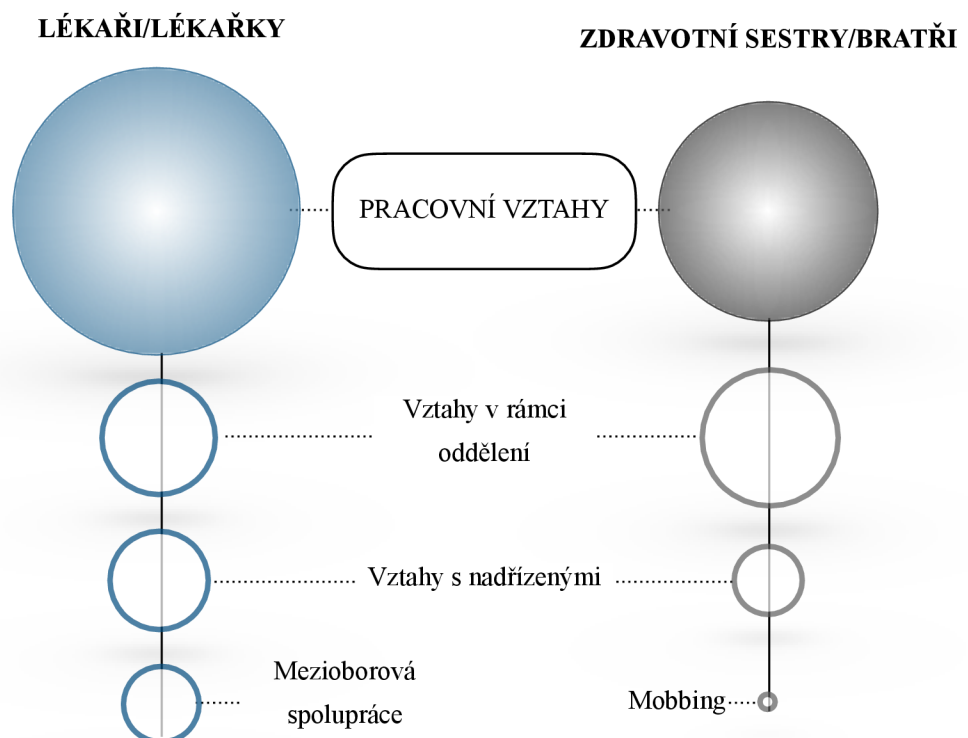 LÉKAŘI/LÉKAŘKY
ZDRAVOTNÍ SESTRY/BRATŘI
PRACOVNÍ VZTAHY
Vztahy v rámci
oddělení
Vztahy s nadřízenými
Mezioborová
spolupráce
Mobbing